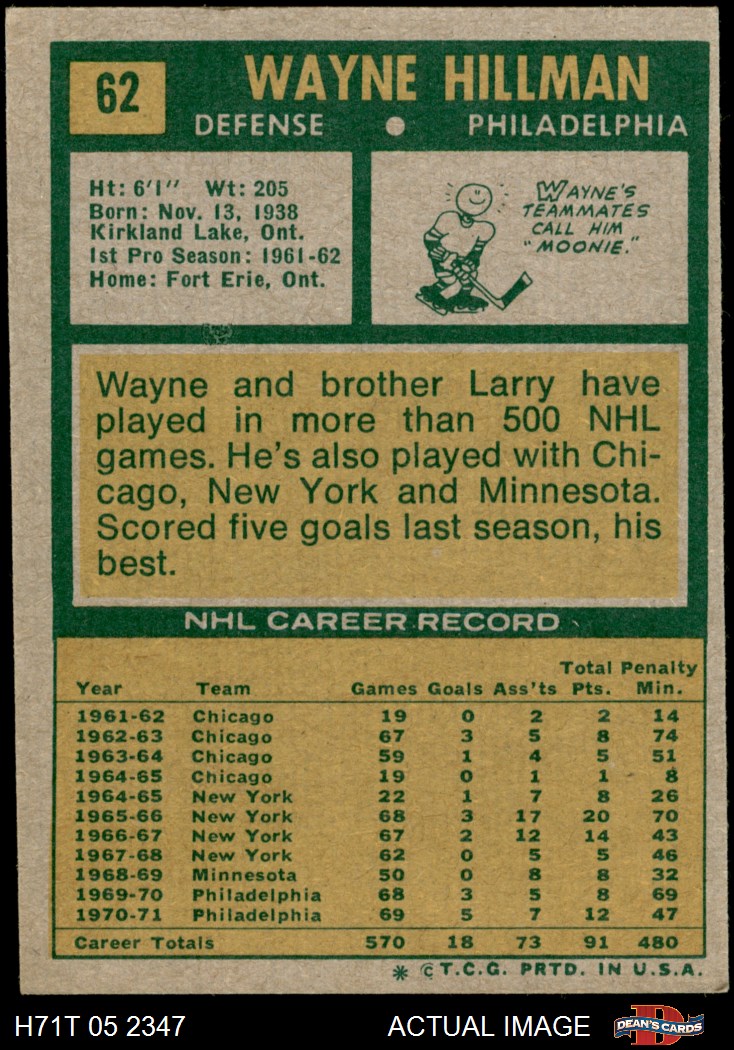 62
WAYNE HILLMAN
DEFENSE • PHILADELPHIA
Ht: 6'1" Wt: 205
Born: Nov. 13, 1938
Kirkland Lake, Ont.
1st Pro Season: 1961-62
Home: Fort Erie, Ont.
WAYNE'S
TEAMMATES
CALL HIM
"MOONIE."
Wayne and brother Larry have
played in more than 500 NHL
games. He's also played with Chi-
cago, New York and Minnesota.
Scored five goals last season, his
best.
NHL CAREER RECORD
Total Penalty
Year Team Games Goals Ass'ts Pts. Min.
1961-62 Chicago 19 0 2 2 14
1962-63 Chicago 67 3 5 8 74
1963-64 Chicago 59 1 4 5 51
1964-65 Chicago 19 0 1 1 8
1964-65 New York 22 1 7 8 26
1965-66 New York 68 3 17 20 70
1966-67 New York 67 2 12 14 43
1967-68 New York 62 0 5 5 46
1968-69 Minnesota 50 0 8 8 32
1969-70 Philadelphia 68 3 5 8 69
1970-71 Philadelphia 69 5 7 12 47
Career Totals 570 18 73 91 480
* © T.C.G. PRTD. IN U.S.A.
H71T 05 2347 ACTUAL IMAGE
D
DEAN'S CARDS